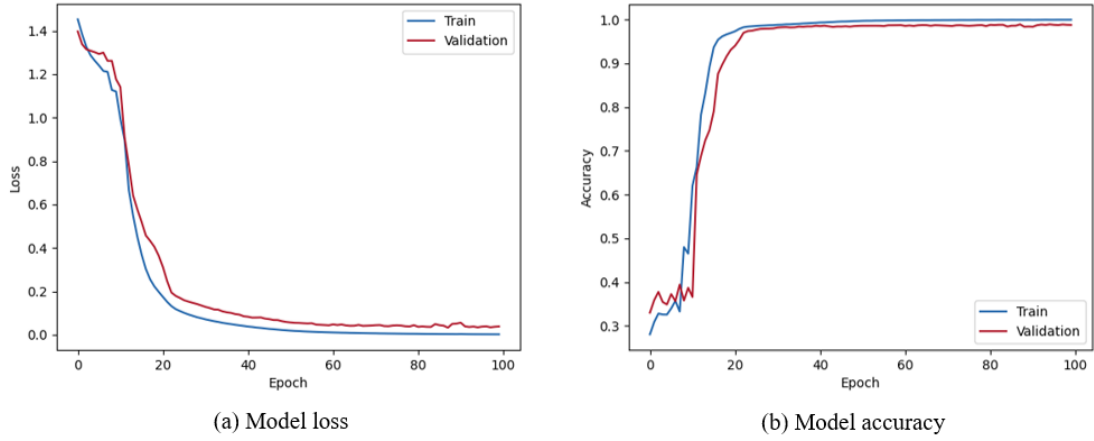 1.4
1.2
1.0
0.8
0.6
0.4
0.2
0.0
Loss
0 20 40 60 80 100
Epoch
Train
Validation
(a) Model loss
1.0
0.9
0.8
0.7
0.6
0.5
0.4
0.3
Accuracy
0 20 40 60 80 100
Epoch
Train
Validation
(b) Model accuracy